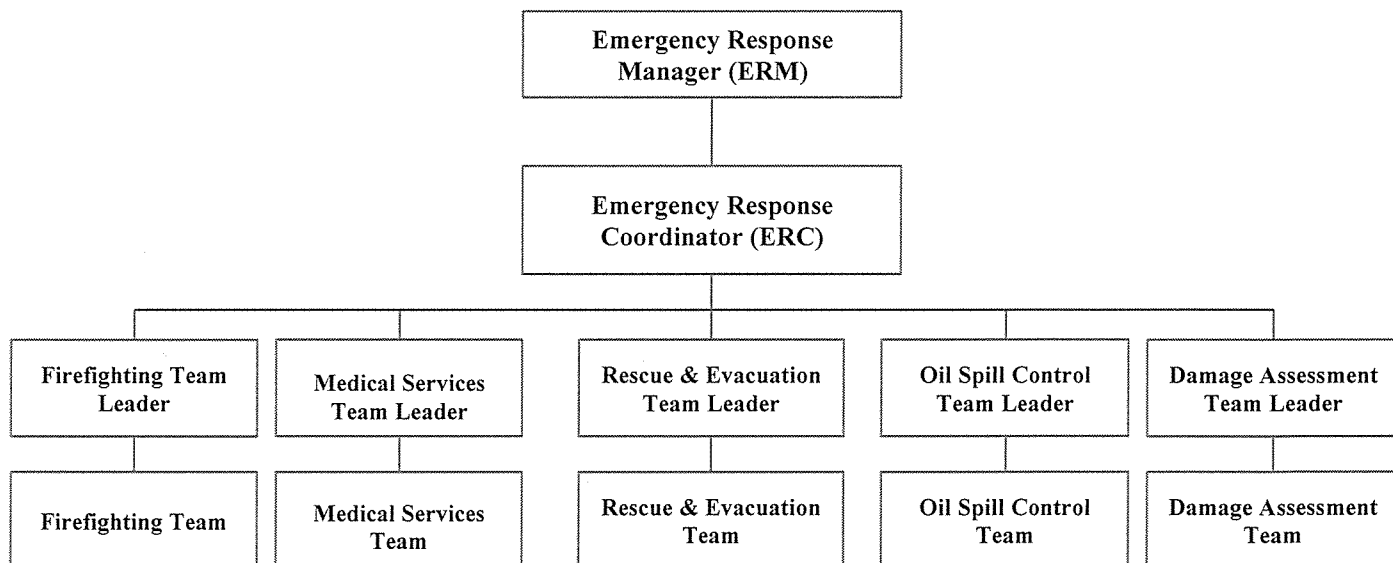 Emergency Response
Manager (ERM)
Emergency Response
Coordinator (ERC)
Firefighting Team
Leader
Medical Services
Team Leader
Rescue & Evacuation
Team Leader
Oil Spill Control
Team Leader
Damage Assessment
Team Leader
Firefighting Team
Medical Services
Team
Rescue & Evacuation
Team
Oil Spill Control
Team
Damage Assessment
Team